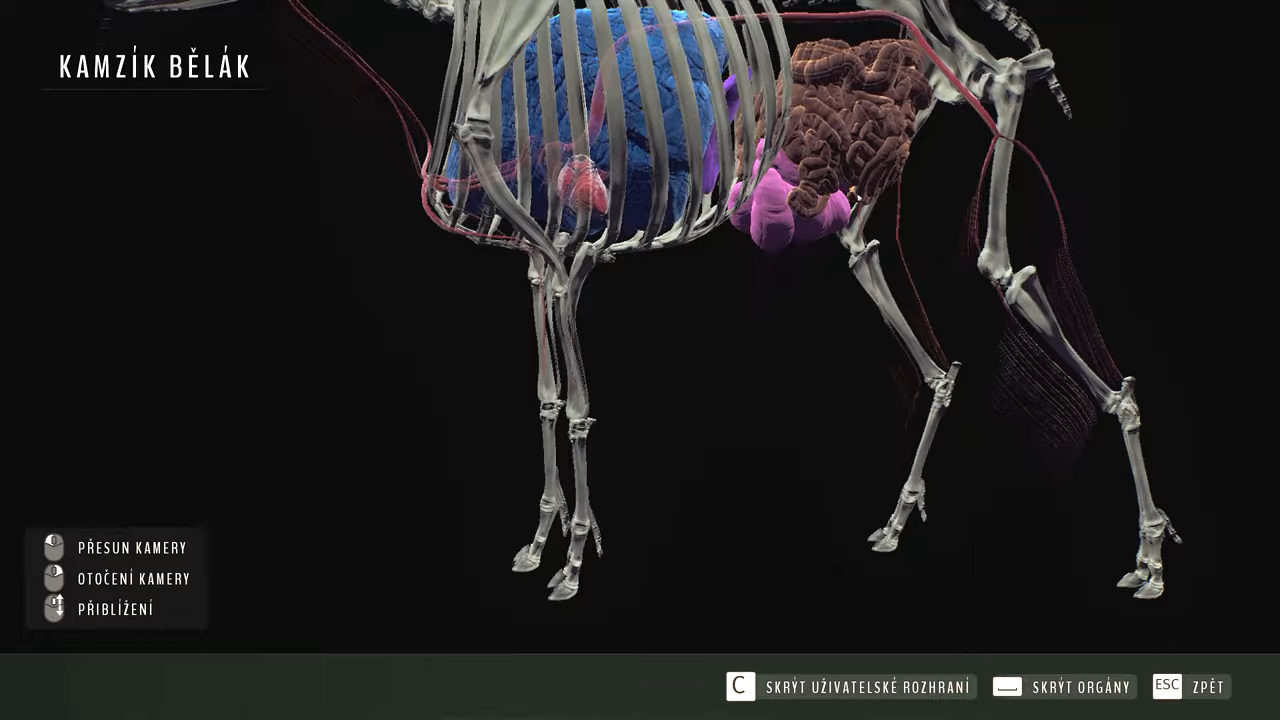 KAMZÍK BĚLÁK
PŘESUN KAMERY
OTOČENÍ KAMERY
PŘIBLÍŽENÍ
C SKRÝT UŽIVATELSKÉ ROZHRANÍ SKRÝT ORGÁNY ESC ZPĚT